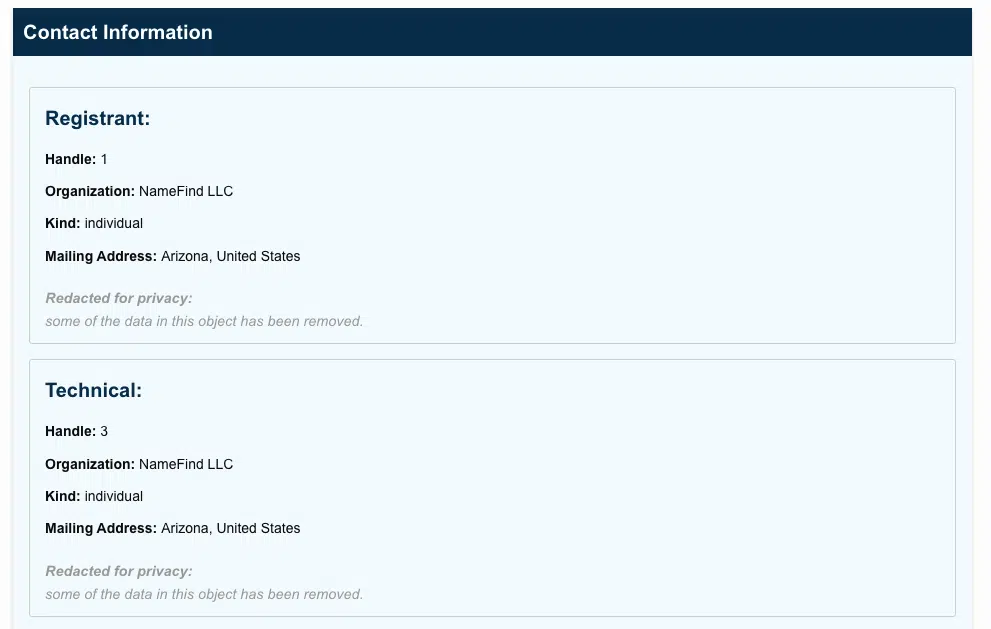 Contact Information
Registrant:
Handle: 1
Organization: NameFind LLC
Kind: individual
Mailing Address: Arizona, United States
Redacted for privacy:
some of the data in this object has been removed.
Technical:
Handle: 3
Organization: NameFind LLC
Kind: individual
Mailing Address: Arizona, United States
Redacted for privacy:
some of the data in this object has been removed.